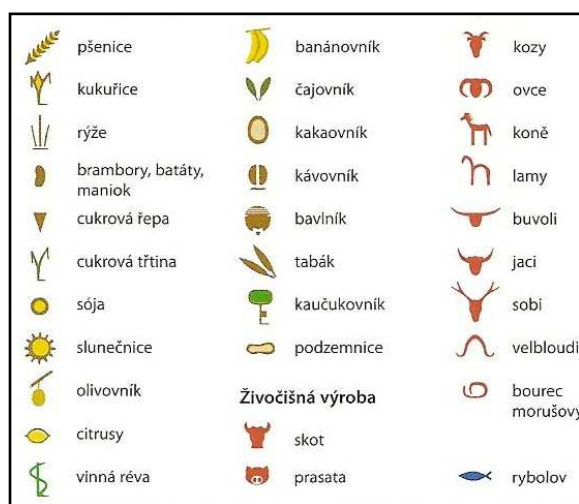 pšenice
kukuřice
rýže
brambory, batáty,
maniok
cukrová řepa
cukrová třtina
sója
slunečnice
olivovník
citrusy
vinná réva
banánovník
čajovník
kakaovník
kávovník
bavlník
tabák
kaučukovník
podzemnice
Živočišná výroba
skot
prasata
kozy
ovce
koně
lamy
buvoli
jaci
sobi
velbloudi
bourec
morušový
rybolov